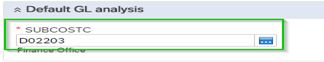 Default GL analysis
* SUBCOSTC
D02203
Finance Office